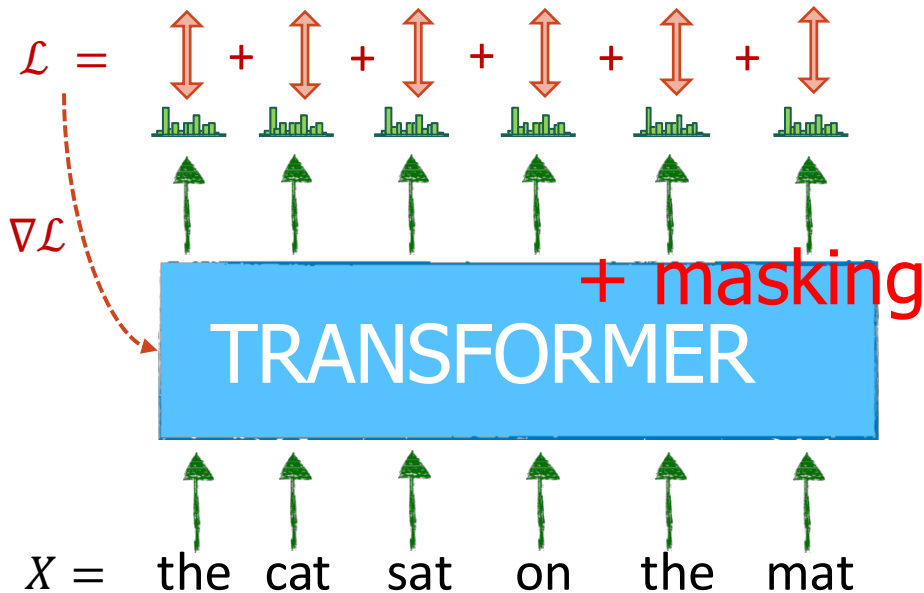 ℒ = + + + + +
∇ℒ
+ masking
TRANSFORMER
X = the cat sat on the mat